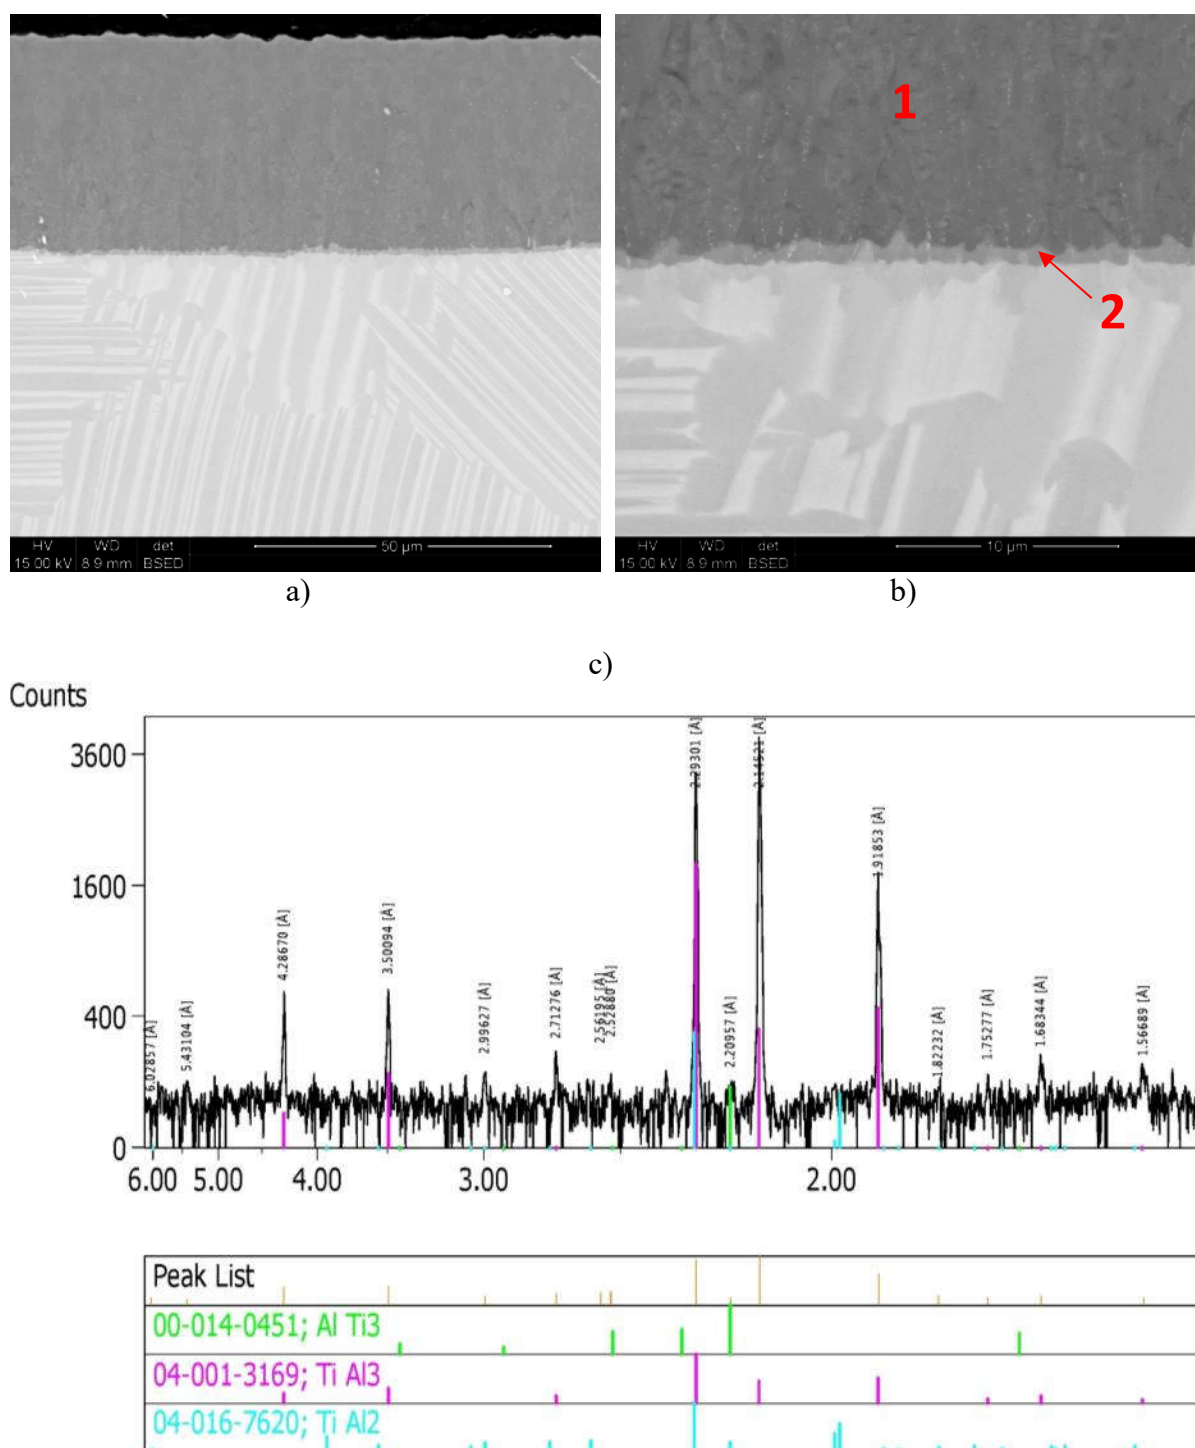 1
2
HV WD det
15.00 kV 8.9 mm BSED
50 µm
HV WD det
15.00 kV 8.9 mm BSED
10 µm
a)
b)
c)
Counts
3600
1600
400
0
6.02857 [Å]
5.43104 [Å]
4.28670 [Å]
3.50094 [Å]
2.99627 [Å]
2.71276 [Å]
2.56195 [Å]
2.52880 [Å]
2.29301 [Å]
2.20957 [Å]
2.14521 [Å]
1.91853 [Å]
1.82232 [Å]
1.75277 [Å]
1.68344 [Å]
1.56689 [Å]
6.00 5.00 4.00 3.00 2.00
Peak List
00-014-0451; Al Ti3
04-001-3169; Ti Al3
04-016-7620; Ti Al2